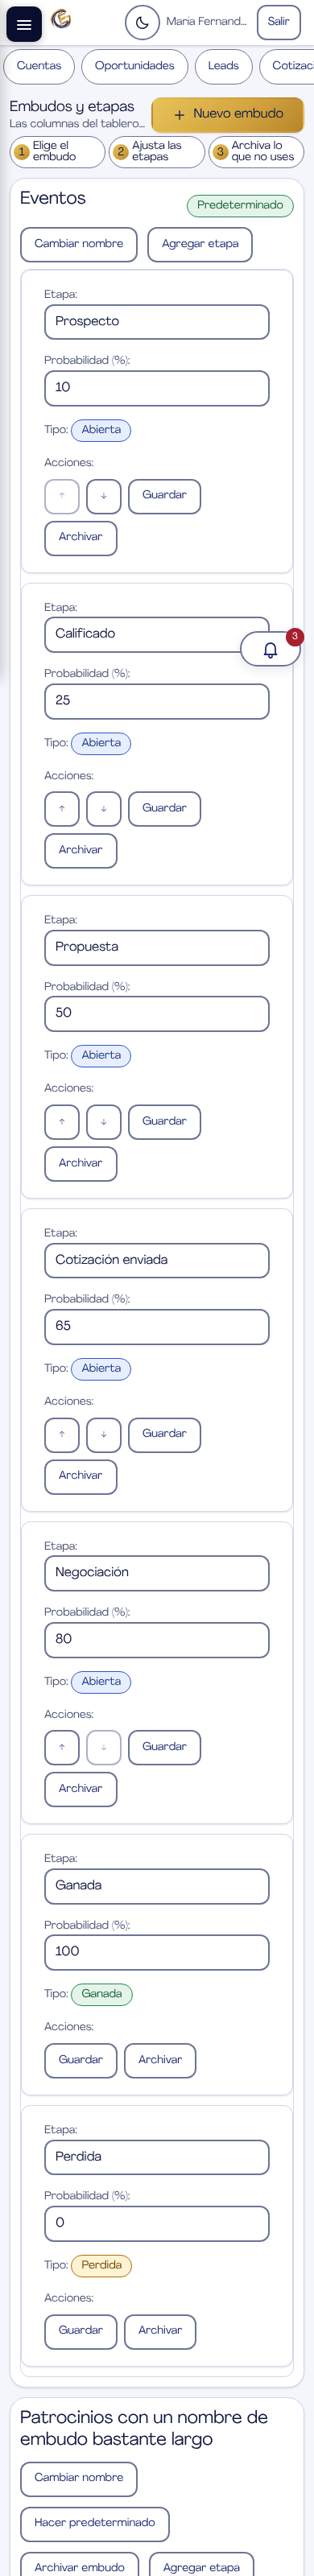 Maria Fernand...
Salir
Cuentas
Oportunidades
Leads
Embudos y etapas
Las columnas del tablero...
+ Nuevo embudo
1 Elige el
embudo
2 Ajusta las
etapas
3 Archiva lo
que no uses
Eventos
Predeterminado
Cambiar nombre
Agregar etapa
Etapa:
Prospecto
Probabilidad (%):
10
Tipo: Abierta
Acciones:
↑ ↓ Guardar
Archivar
Etapa:
Calificado
3
Probabilidad (%):
25
Tipo: Abierta
Acciones:
↑ ↓ Guardar
Archivar
Etapa:
Propuesta
Probabilidad (%):
50
Tipo: Abierta
Acciones:
↑ ↓ Guardar
Archivar
Etapa:
Cotización enviada
Probabilidad (%):
65
Tipo: Abierta
Acciones:
↑ ↓ Guardar
Archivar
Etapa:
Negociación
Probabilidad (%):
80
Tipo: Abierta
Acciones:
↑ ↓ Guardar
Archivar
Etapa:
Ganada
Probabilidad (%):
100
Tipo: Ganada
Acciones:
Guardar Archivar
Etapa:
Perdida
Probabilidad (%):
0
Tipo: Perdida
Acciones:
Guardar Archivar
Patrocinios con un nombre de
embudo bastante largo
Cambiar nombre
Hacer predeterminado
Archivar embudo
Agregar etapa